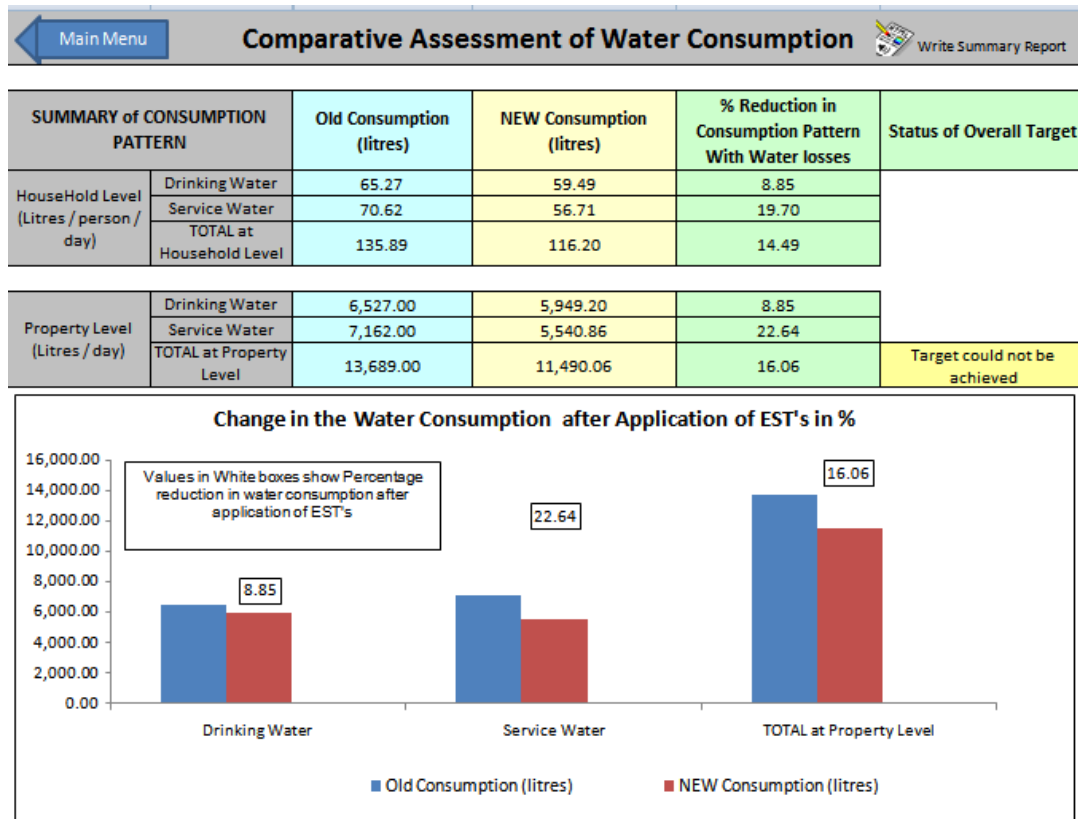 Main Menu
Comparative Assessment of Water Consumption
Write Summary Report
SUMMARY of CONSUMPTION
PATTERN
Old Consumption
(litres)
NEW Consumption
(litres)
% Reduction in
Consumption Pattern
With Water losses
Status of Overall Target
HouseHold Level
(Litres / person /
day)
Drinking Water
65.27
59.49
8.85
Service Water
70.62
56.71
19.70
TOTAL at
Household Level
135.89
116.20
14.49
Property Level
(Litres / day)
Drinking Water
6,527.00
5,949.20
8.85
Service Water
7,162.00
5,540.86
22.64
TOTAL at Property
Level
13,689.00
11,490.06
16.06
Target could not be
achieved
Change in the Water Consumption after Application of EST's in %
Values in White boxes show Percentage
reduction in water consumption after
application of EST's
16,000.00
14,000.00
12,000.00
10,000.00
8,000.00
6,000.00
4,000.00
2,000.00
0.00
8.85
22.64
16.06
Drinking Water
Service Water
TOTAL at Property Level
Old Consumption (litres)
NEW Consumption (litres)